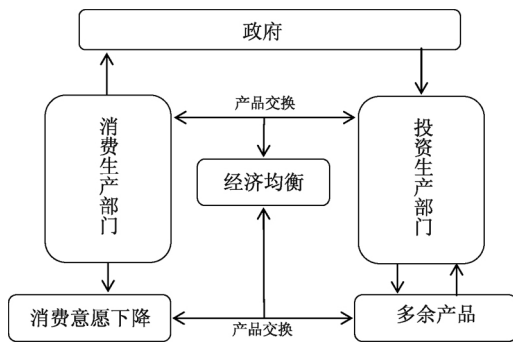 政府
产品交换
消费生产部门
投资生产部门
经济均衡
消费意愿下降
产品交换
多余产品